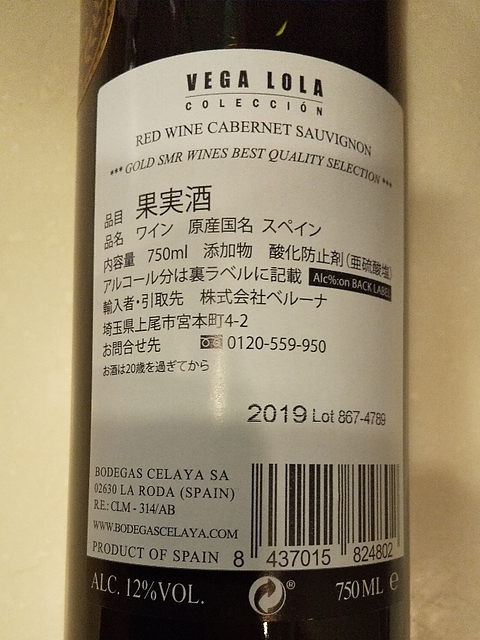 VEGA LOLA
COLECCIÓN
RED WINE CABERNET SAUVIGNON
*** GOLD SMR WINES BEST QUALITY SELECTION ***
品目 果実酒
品名 ワイン 原産国名 スペイン
内容量 750ml 添加物 酸化防止剤(亜硫酸塩)
アルコール分は裏ラベルに記載 Alc%:on BACK LABEL
輸入者・引取先 株式会社ベルーナ
埼玉県上尾市宮本町4-2
お問合せ先 0120-559-950
お酒は20歳を過ぎてから
2019 Lot 867-4789
BODEGAS CELAYA SA
02630 LA RODA (SPAIN)
R.E.: CLM - 314/AB
WWW.BODEGASCELAYA.COM
PRODUCT OF SPAIN
8 437015 824802
ALC. 12%VOL. ® 750 ML e